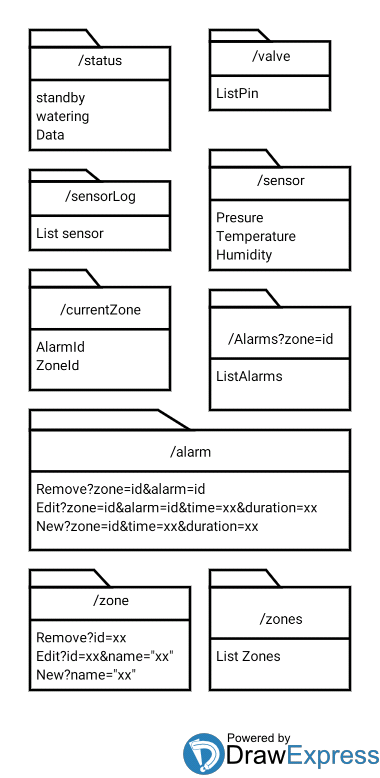 /status
standby
watering
Data
/valve
ListPin
/sensorLog
List sensor
/sensor
Presure
Temperature
Humidity
/currentZone
AlarmId
ZoneId
/Alarms?zone=id
ListAlarms
/alarm
Remove?zone=id&alarm=id
Edit?zone=id&alarm=id&time=xx&duration=xx
New?zone=id&time=xx&duration=xx
/zone
Remove?id=xx
Edit?id=xx&name="xx"
New?name="xx"
/zones
List Zones
Powered by
DrawExpress